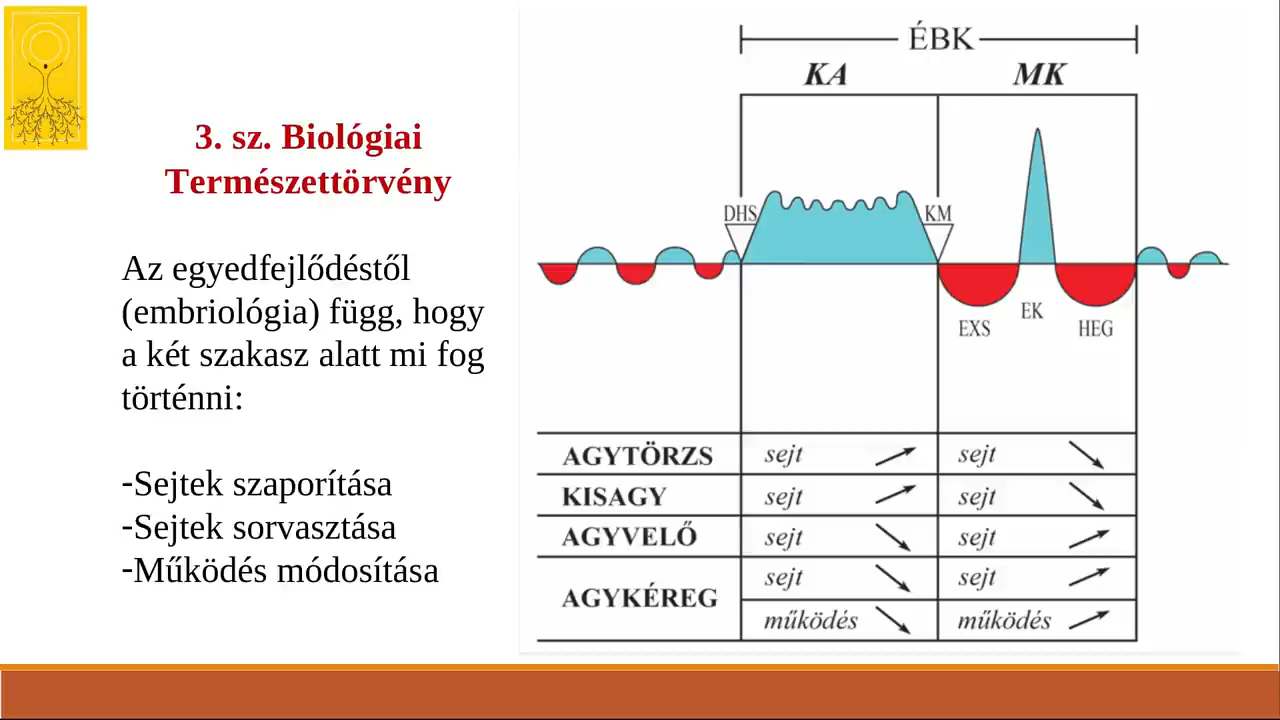 3. sz. Biológiai
Természettörvény
Az egyedfejlődéstől
(embriológia) függ, hogy
a két szakasz alatt mi fog
történni:
-Sejtek szaporítása
-Sejtek sorvasztása
-Működés módosítása
ÉBK
KA MK
DHS KM
EXS EK HEG
AGYTÖRZS sejt sejt
KISAGY sejt sejt
AGYVELŐ sejt sejt
AGYKÉREG sejt sejt
működés működés